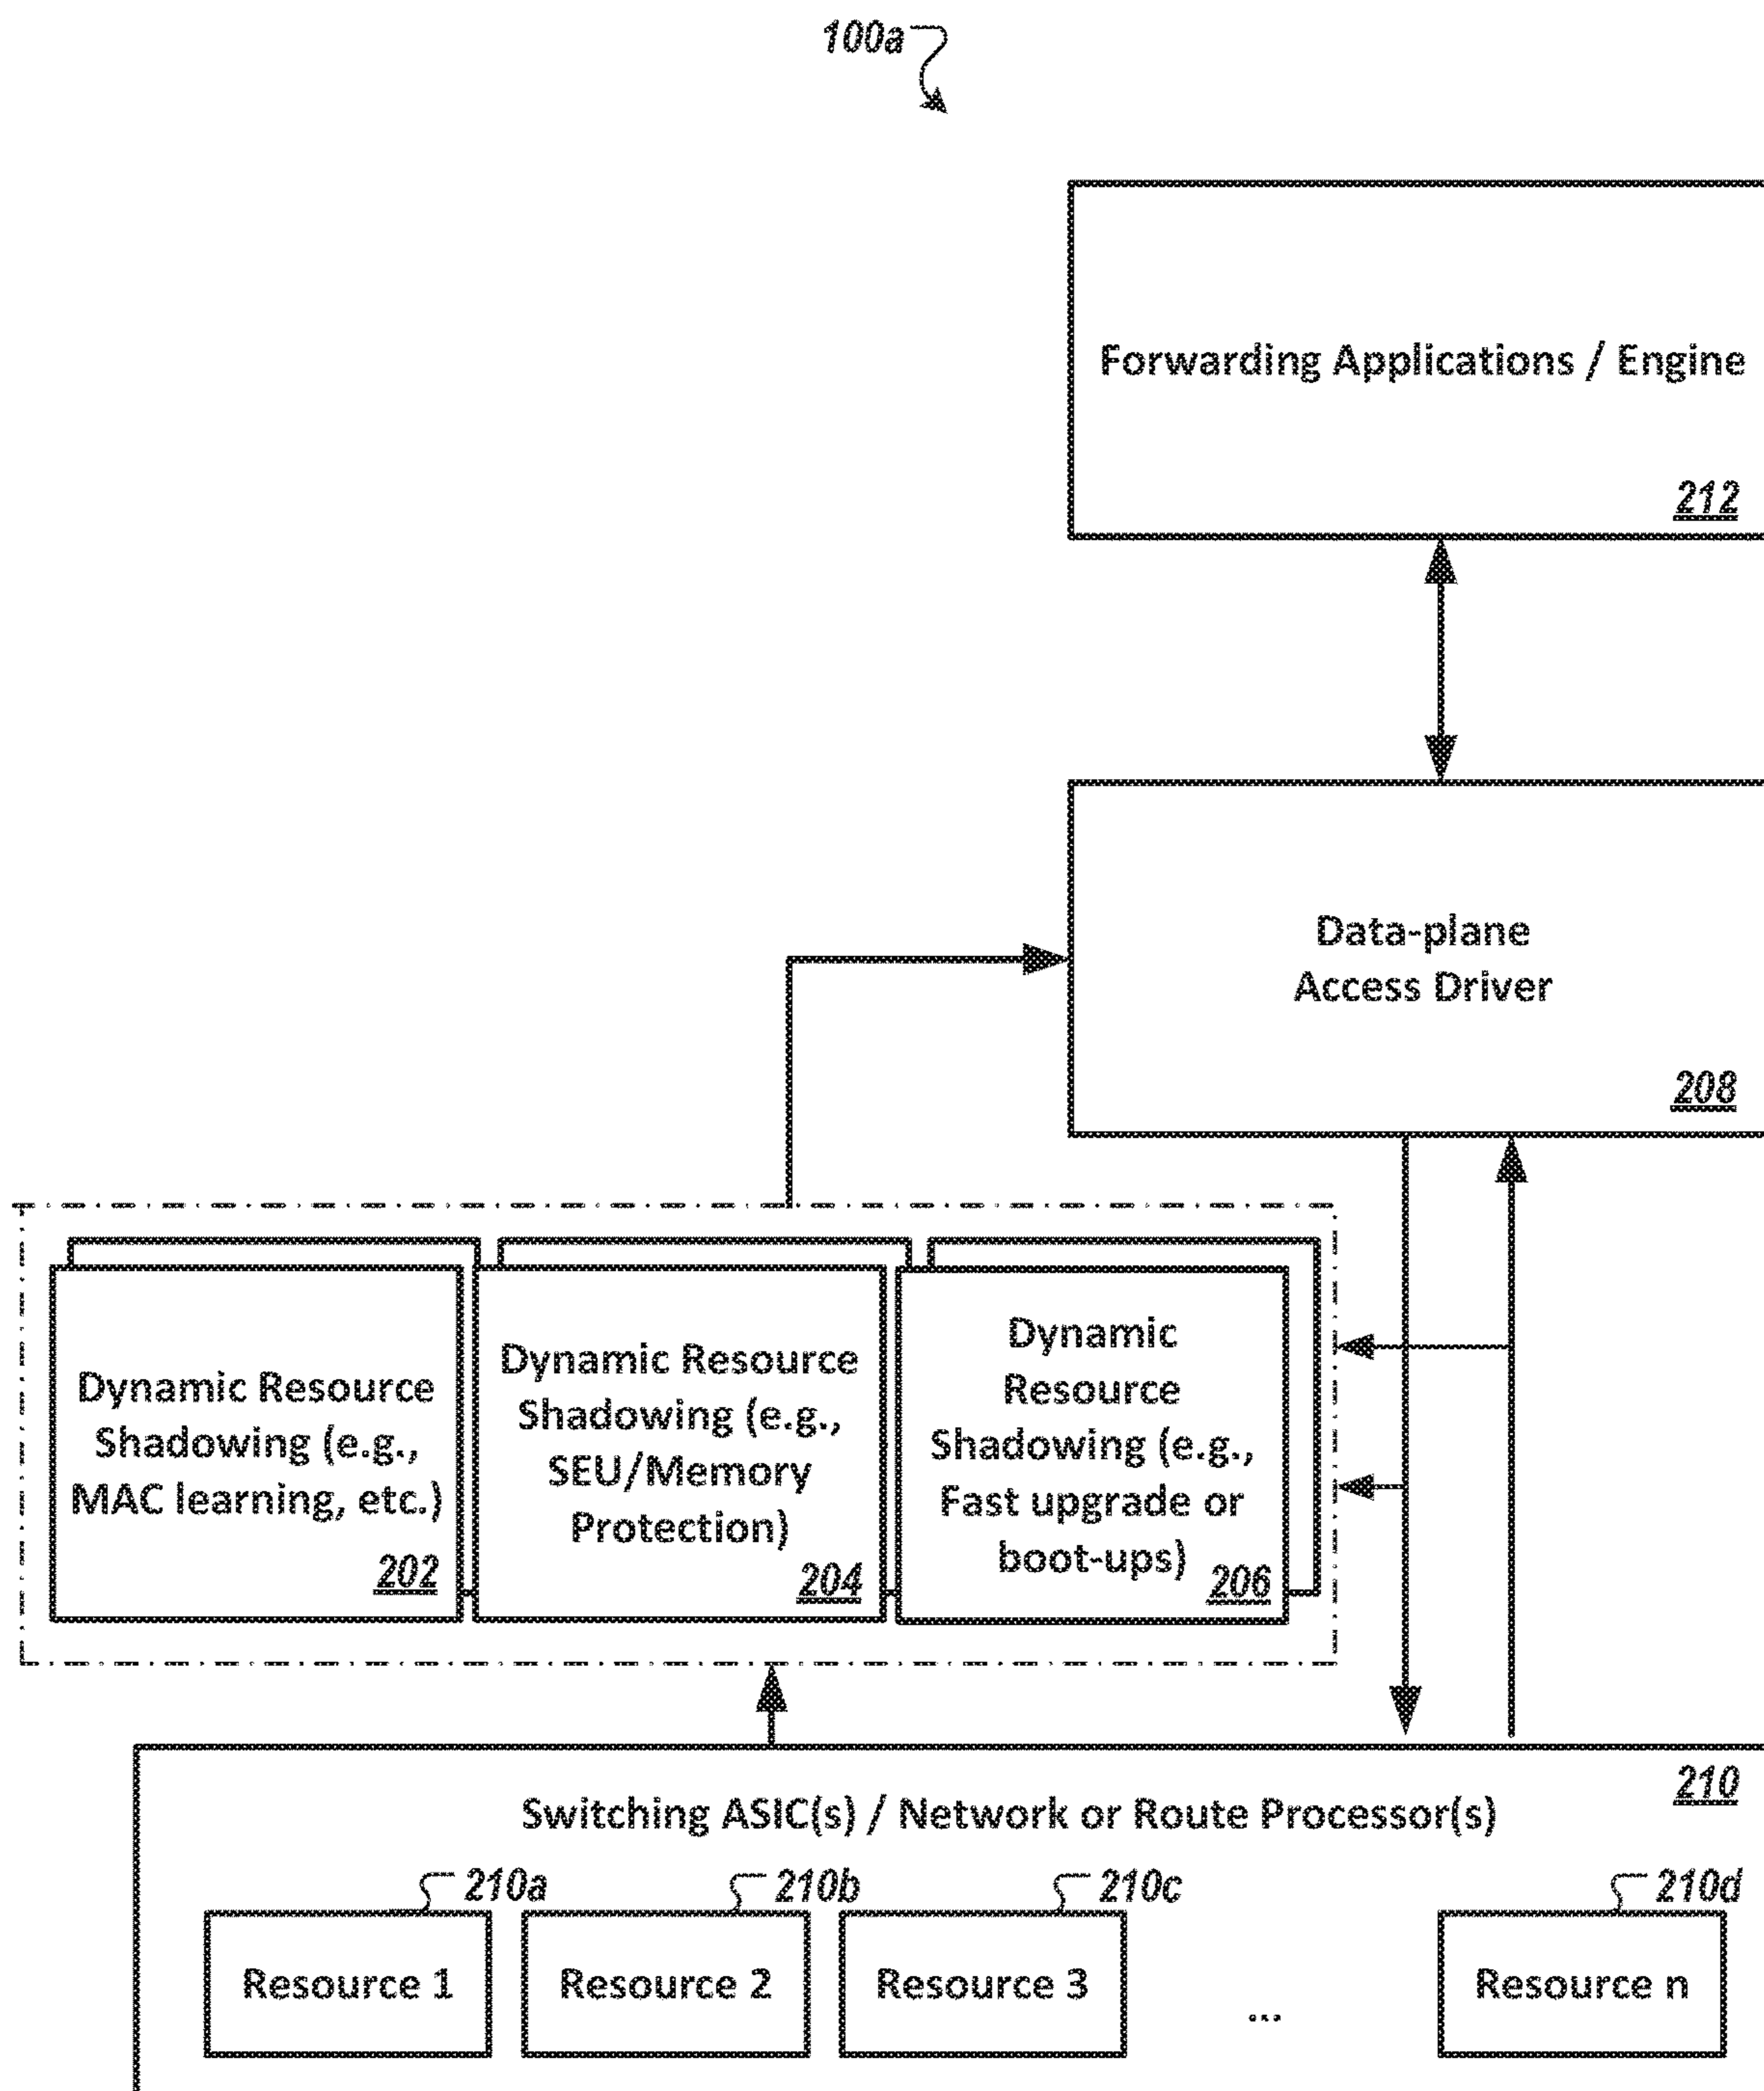 100a
Forwarding Applications / Engine
212
Data-plane
Access Driver
208
Dynamic Resource
Shadowing (e.g.,
MAC learning, etc.)
202
Dynamic Resource
Shadowing (e.g.,
SEU/Memory
Protection)
204
Dynamic
Resource
Shadowing (e.g.,
Fast upgrade or
boot-ups)
206
210
Switching ASIC(s) / Network or Route Processor(s)
210a
210b
210c
210d
Resource 1
Resource 2
Resource 3
...
Resource n